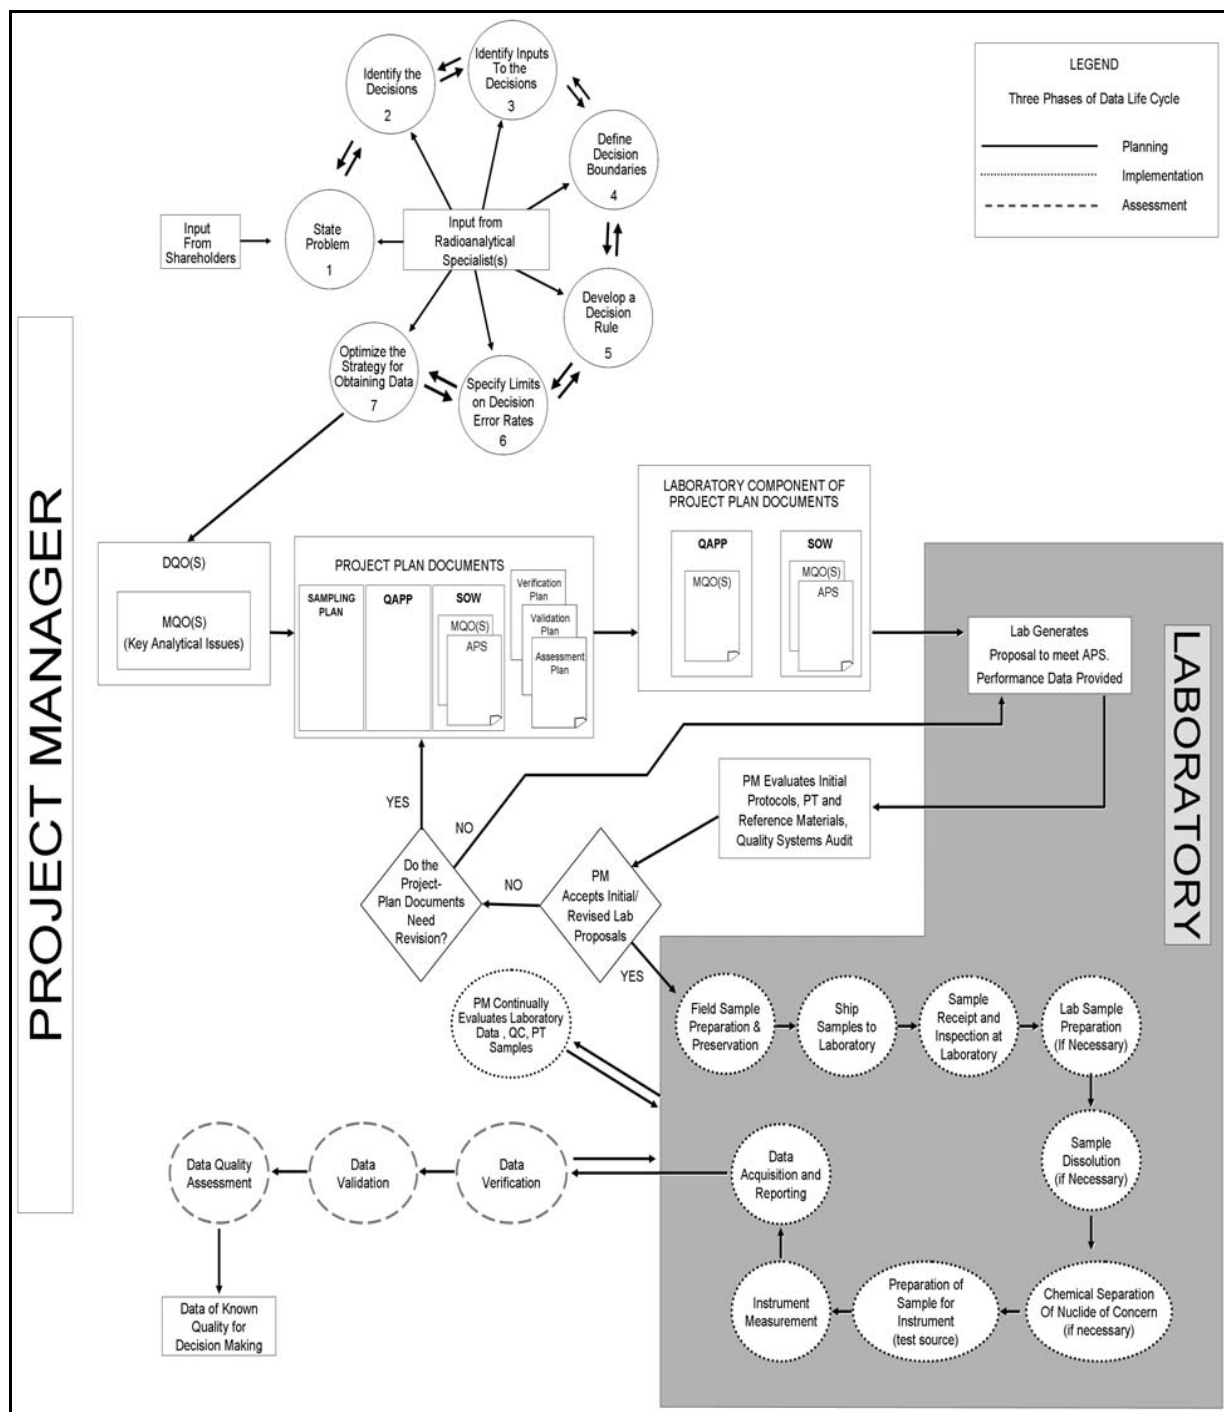 Identify the
Decisions
2
Identify Inputs
To the
Decisions
3
Define
Decision
Boundaries
4
LEGEND
Three Phases of Data Life Cycle
Planning
Implementation
Assessment
Input
From
Shareholders
State
Problem
1
Input from
Radioanalytical
Specialist(s)
Develop a
Decision
Rule
5
Optimize the
Strategy for
Obtaining Data
7
Specify Limits
on Decision
Error Rates
6
PROJECT MANAGER
DQO(S)
MQO(S)
(Key Analytical Issues)
PROJECT PLAN DOCUMENTS
SAMPLING
PLAN
QAPP
SOW
MQO(S)
APS
Verification
Plan
Validation
Plan
Assessment
Plan
LABORATORY COMPONENT OF
PROJECT PLAN DOCUMENTS
QAPP
MQO(S)
SOW
MQO(S)
APS
Lab Generates
Proposal to meet APS.
Performance Data Provided
LABORATORY
PM Evaluates Initial
Protocols, PT and
Reference Materials,
Quality Systems Audit
YES
NO
Do the
Project-
Plan Documents
Need
Revision?
NO
PM
Accepts Initial/
Revised Lab
Proposals
YES
PM Continually
Evaluates Laboratory
Data , QC, PT
Samples
Field Sample
Preparation &
Preservation
Ship
Samples to
Laboratory
Sample
Receipt and
Inspection at
Laboratory
Lab Sample
Preparation
(If Necessary)
Sample
Dissolution
(if Necessary)
Chemical Separation
Of Nuclide of Concern
(if necessary)
Preparation of
Sample for
Instrument
(test source)
Instrument
Measurement
Data
Acquisition and
Reporting
Data
Verification
Data
Validation
Data Quality
Assessment
Data of Known
Quality for
Decision Making